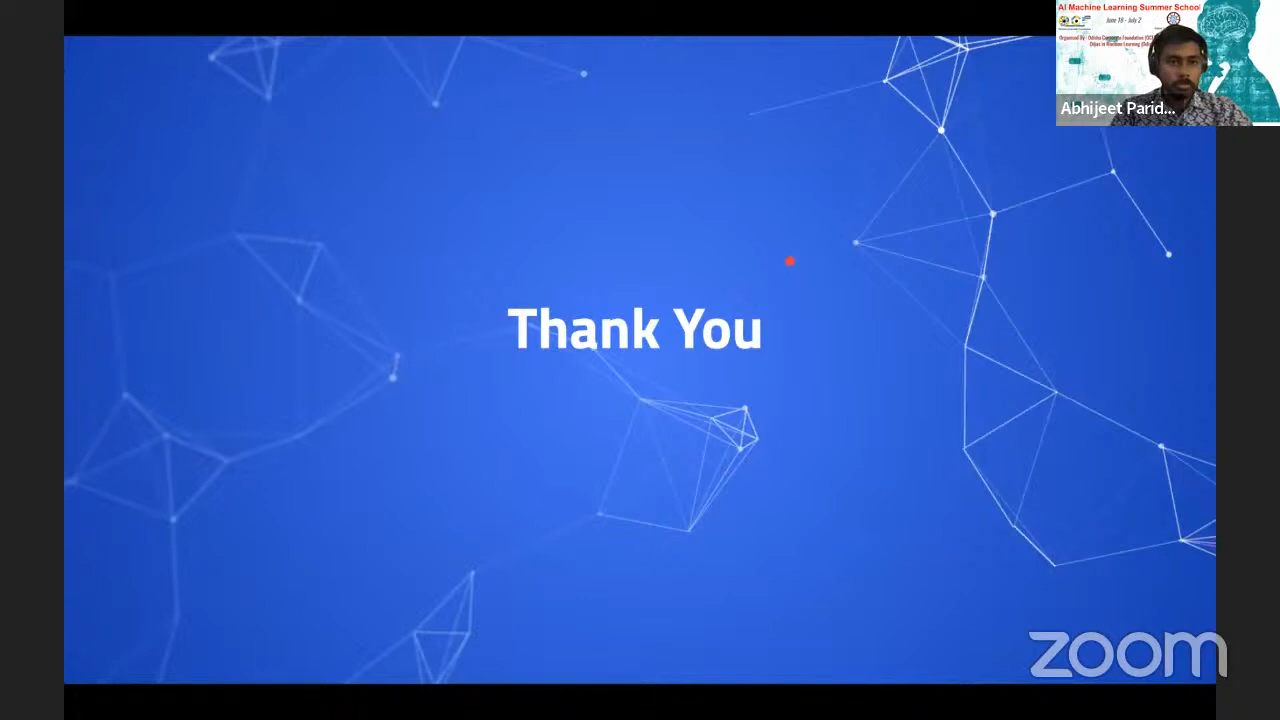 AI Machine Learning Summer School
June 18 - July 2
Abhijeet Parid...
Thank You
zoom